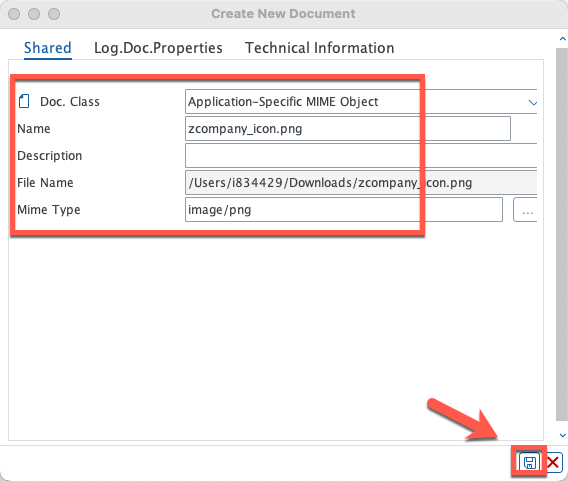 Create New Document
Shared Log.Doc.Properties Technical Information
Doc. Class Application-Specific MIME Object
Name zcompany_icon.png
Description
File Name /Users/i834429/Downloads/zcompany_icon.png
Mime Type image/png ...